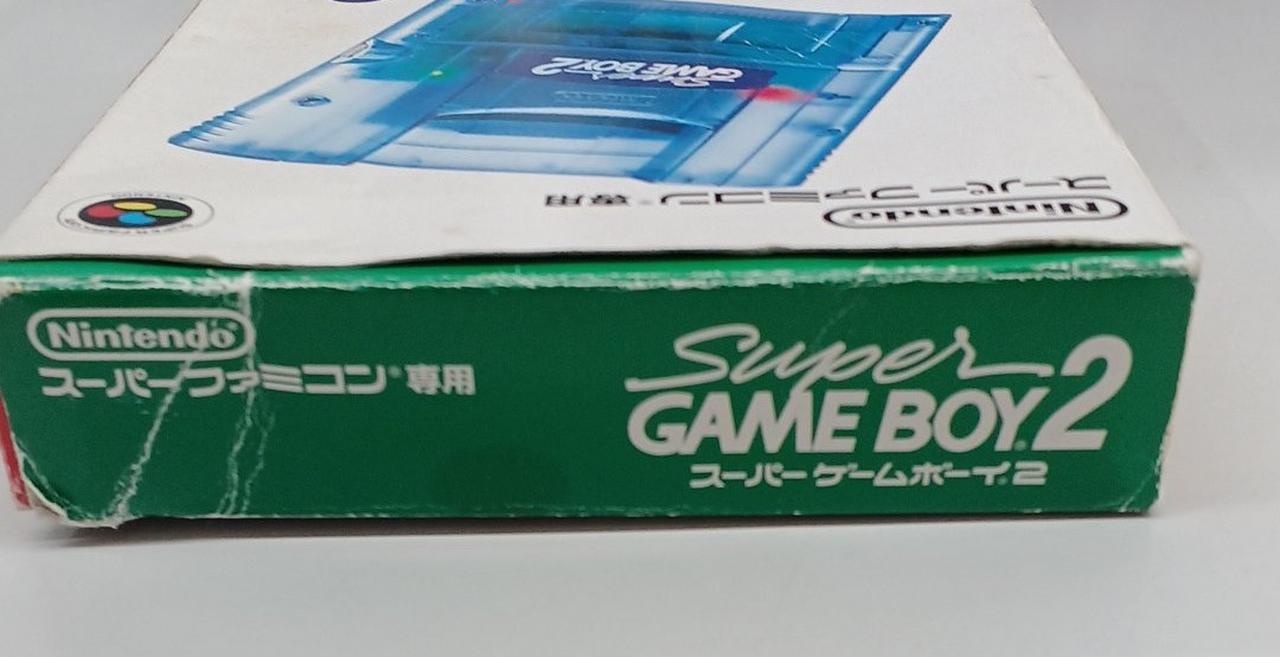 Super
GAME BOY 2
スーパーファミコン®専用
Nintendo
Nintendo®
スーパーファミコン®専用
Super
GAME BOY®2
スーパーゲームボーイ®2